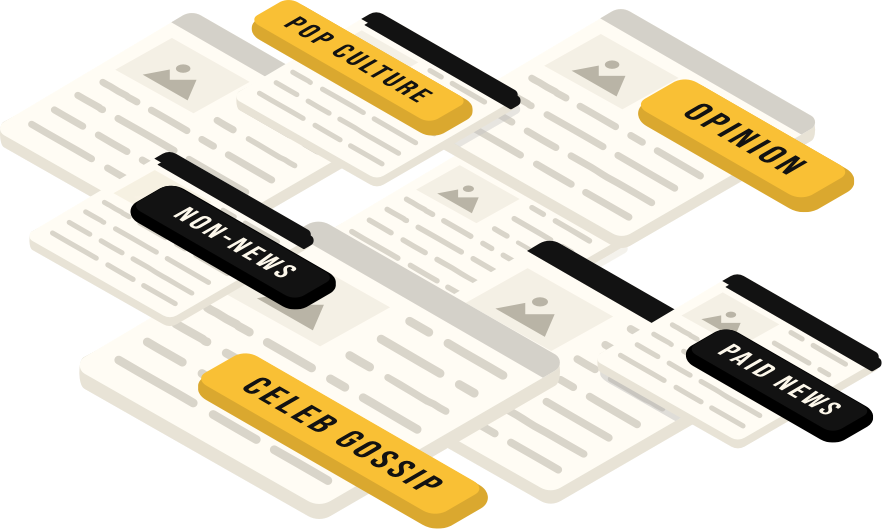 POP CULTURE
OPINION
NON-NEWS
PAID NEWS
CELEB GOSSIP